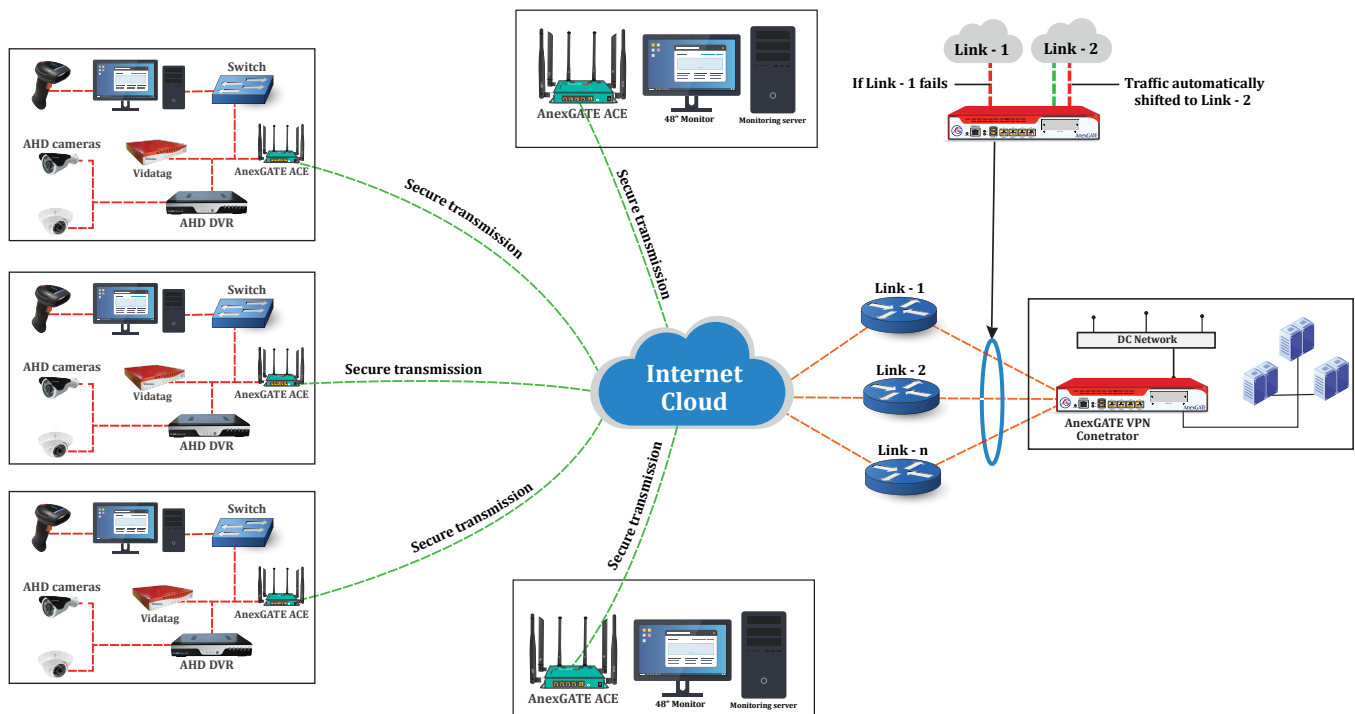 Switch
AHD cameras
Vidatag
AnexGATE ACE
AHD DVR
Switch
AHD cameras
Vidatag
AnexGATE ACE
AHD DVR
Switch
AHD cameras
Vidatag
AnexGATE ACE
AHD DVR
AnexGATE ACE
48" Monitor
Monitoring server
Secure transmission
Secure transmission
Secure transmission
Secure transmission
Secure transmission
Internet
Cloud
AnexGATE ACE
48" Monitor
Monitoring server
Link - 1
Link - 2
If Link - 1 fails
Traffic automatically
shifted to Link - 2
AnexGATE
Link - 1
Link - 2
Link - n
DC Network
AnexGATE
AnexGATE VPN
Conetrator